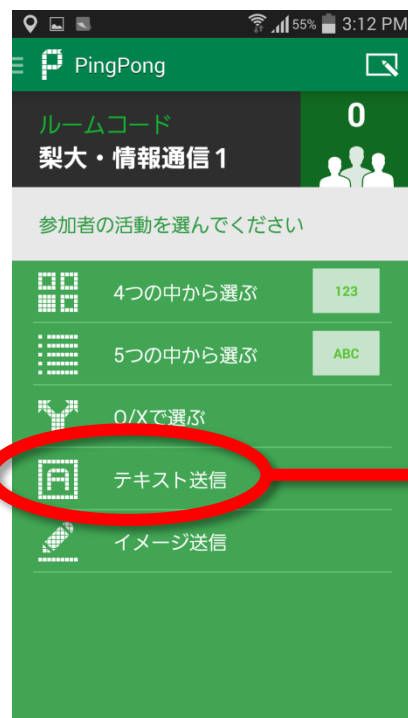 55% 3:12 PM
PingPong
ルームコード
0
梨大・情報通信1
参加者の活動を選んでください
4つの中から選ぶ 123
5つの中から選ぶ ABC
O/Xで選ぶ
テキスト送信
イメージ送信